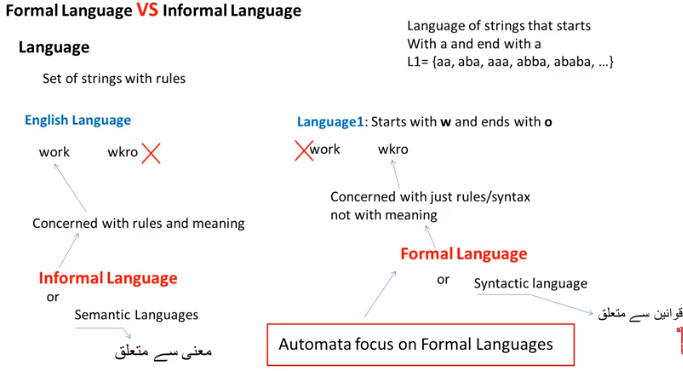 Formal Language VS Informal Language
Language of strings that starts
With a and end with a
L1= {aa, aba, aaa, abba, ababa, …}
Language
Set of strings with rules
English Language
work wkro
Concerned with rules and meaning
Informal Language
or
Semantic Languages
معنی سے متعلق
Language1: Starts with w and ends with o
work wkro
Concerned with just rules/syntax
not with meaning
Formal Language
or Syntactic language
قوانین سے متعلق
Automata focus on Formal Languages